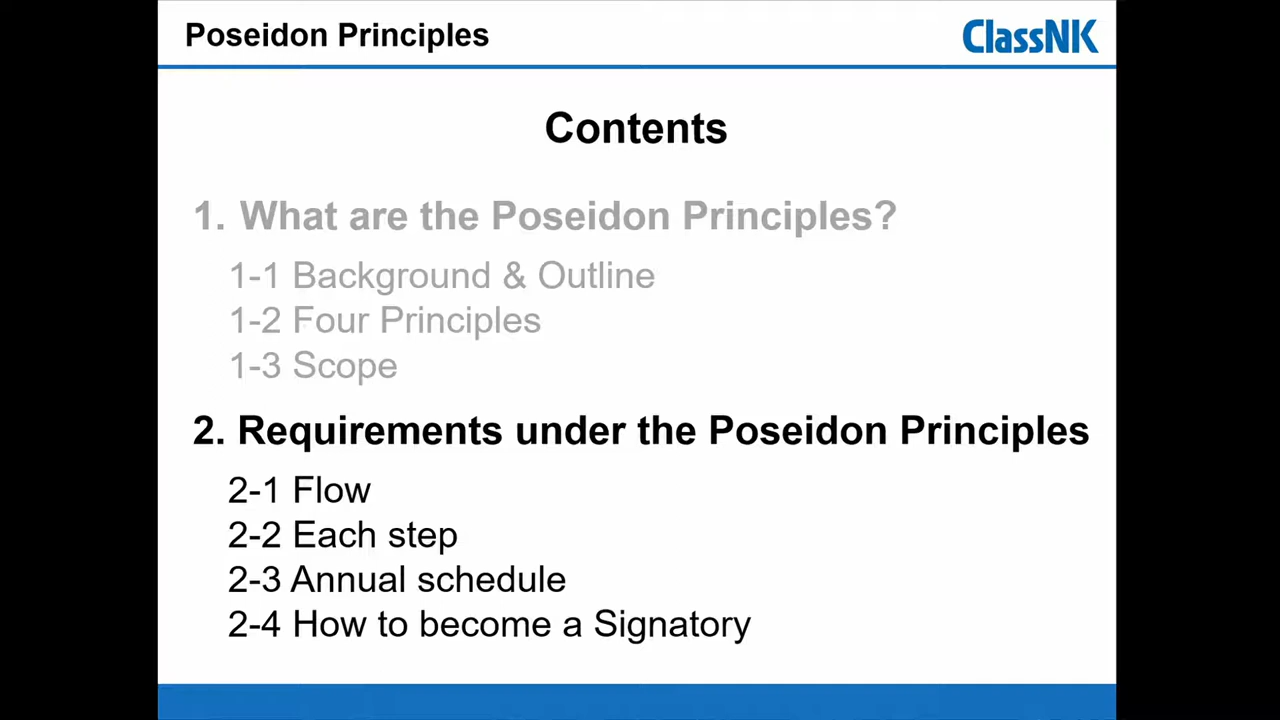 Poseidon Principles
ClassNK
Contents
1. What are the Poseidon Principles?
1-1 Background & Outline
1-2 Four Principles
1-3 Scope
2. Requirements under the Poseidon Principles
2-1 Flow
2-2 Each step
2-3 Annual schedule
2-4 How to become a Signatory